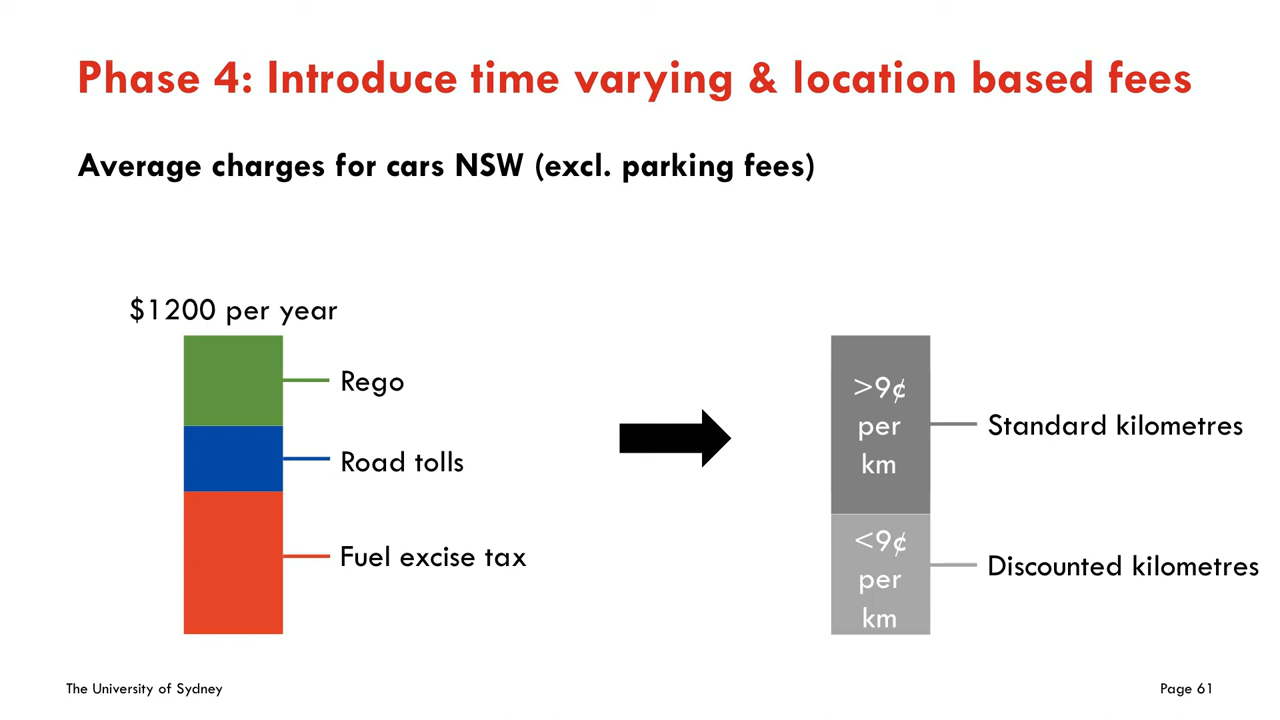 Phase 4: Introduce time varying & location based fees
Average charges for cars NSW (excl. parking fees)
$1200 per year
Rego
Road tolls
Fuel excise tax
>9¢
per
km
Standard kilometres
<9¢
per
km
Discounted kilometres
The University of Sydney
Page 61